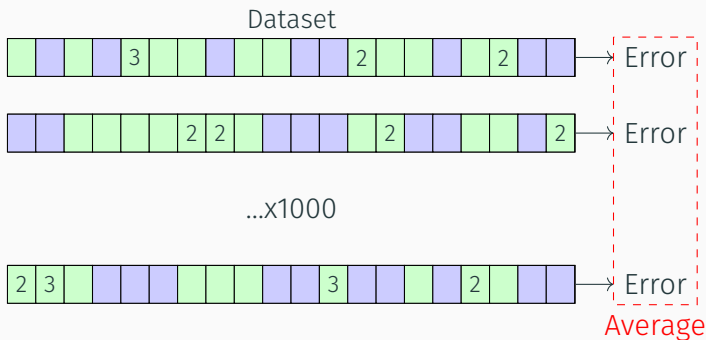 Dataset
3 2 2 Error
2 2 2 2 Error
...x1000
2 3 3 2 Error
Average